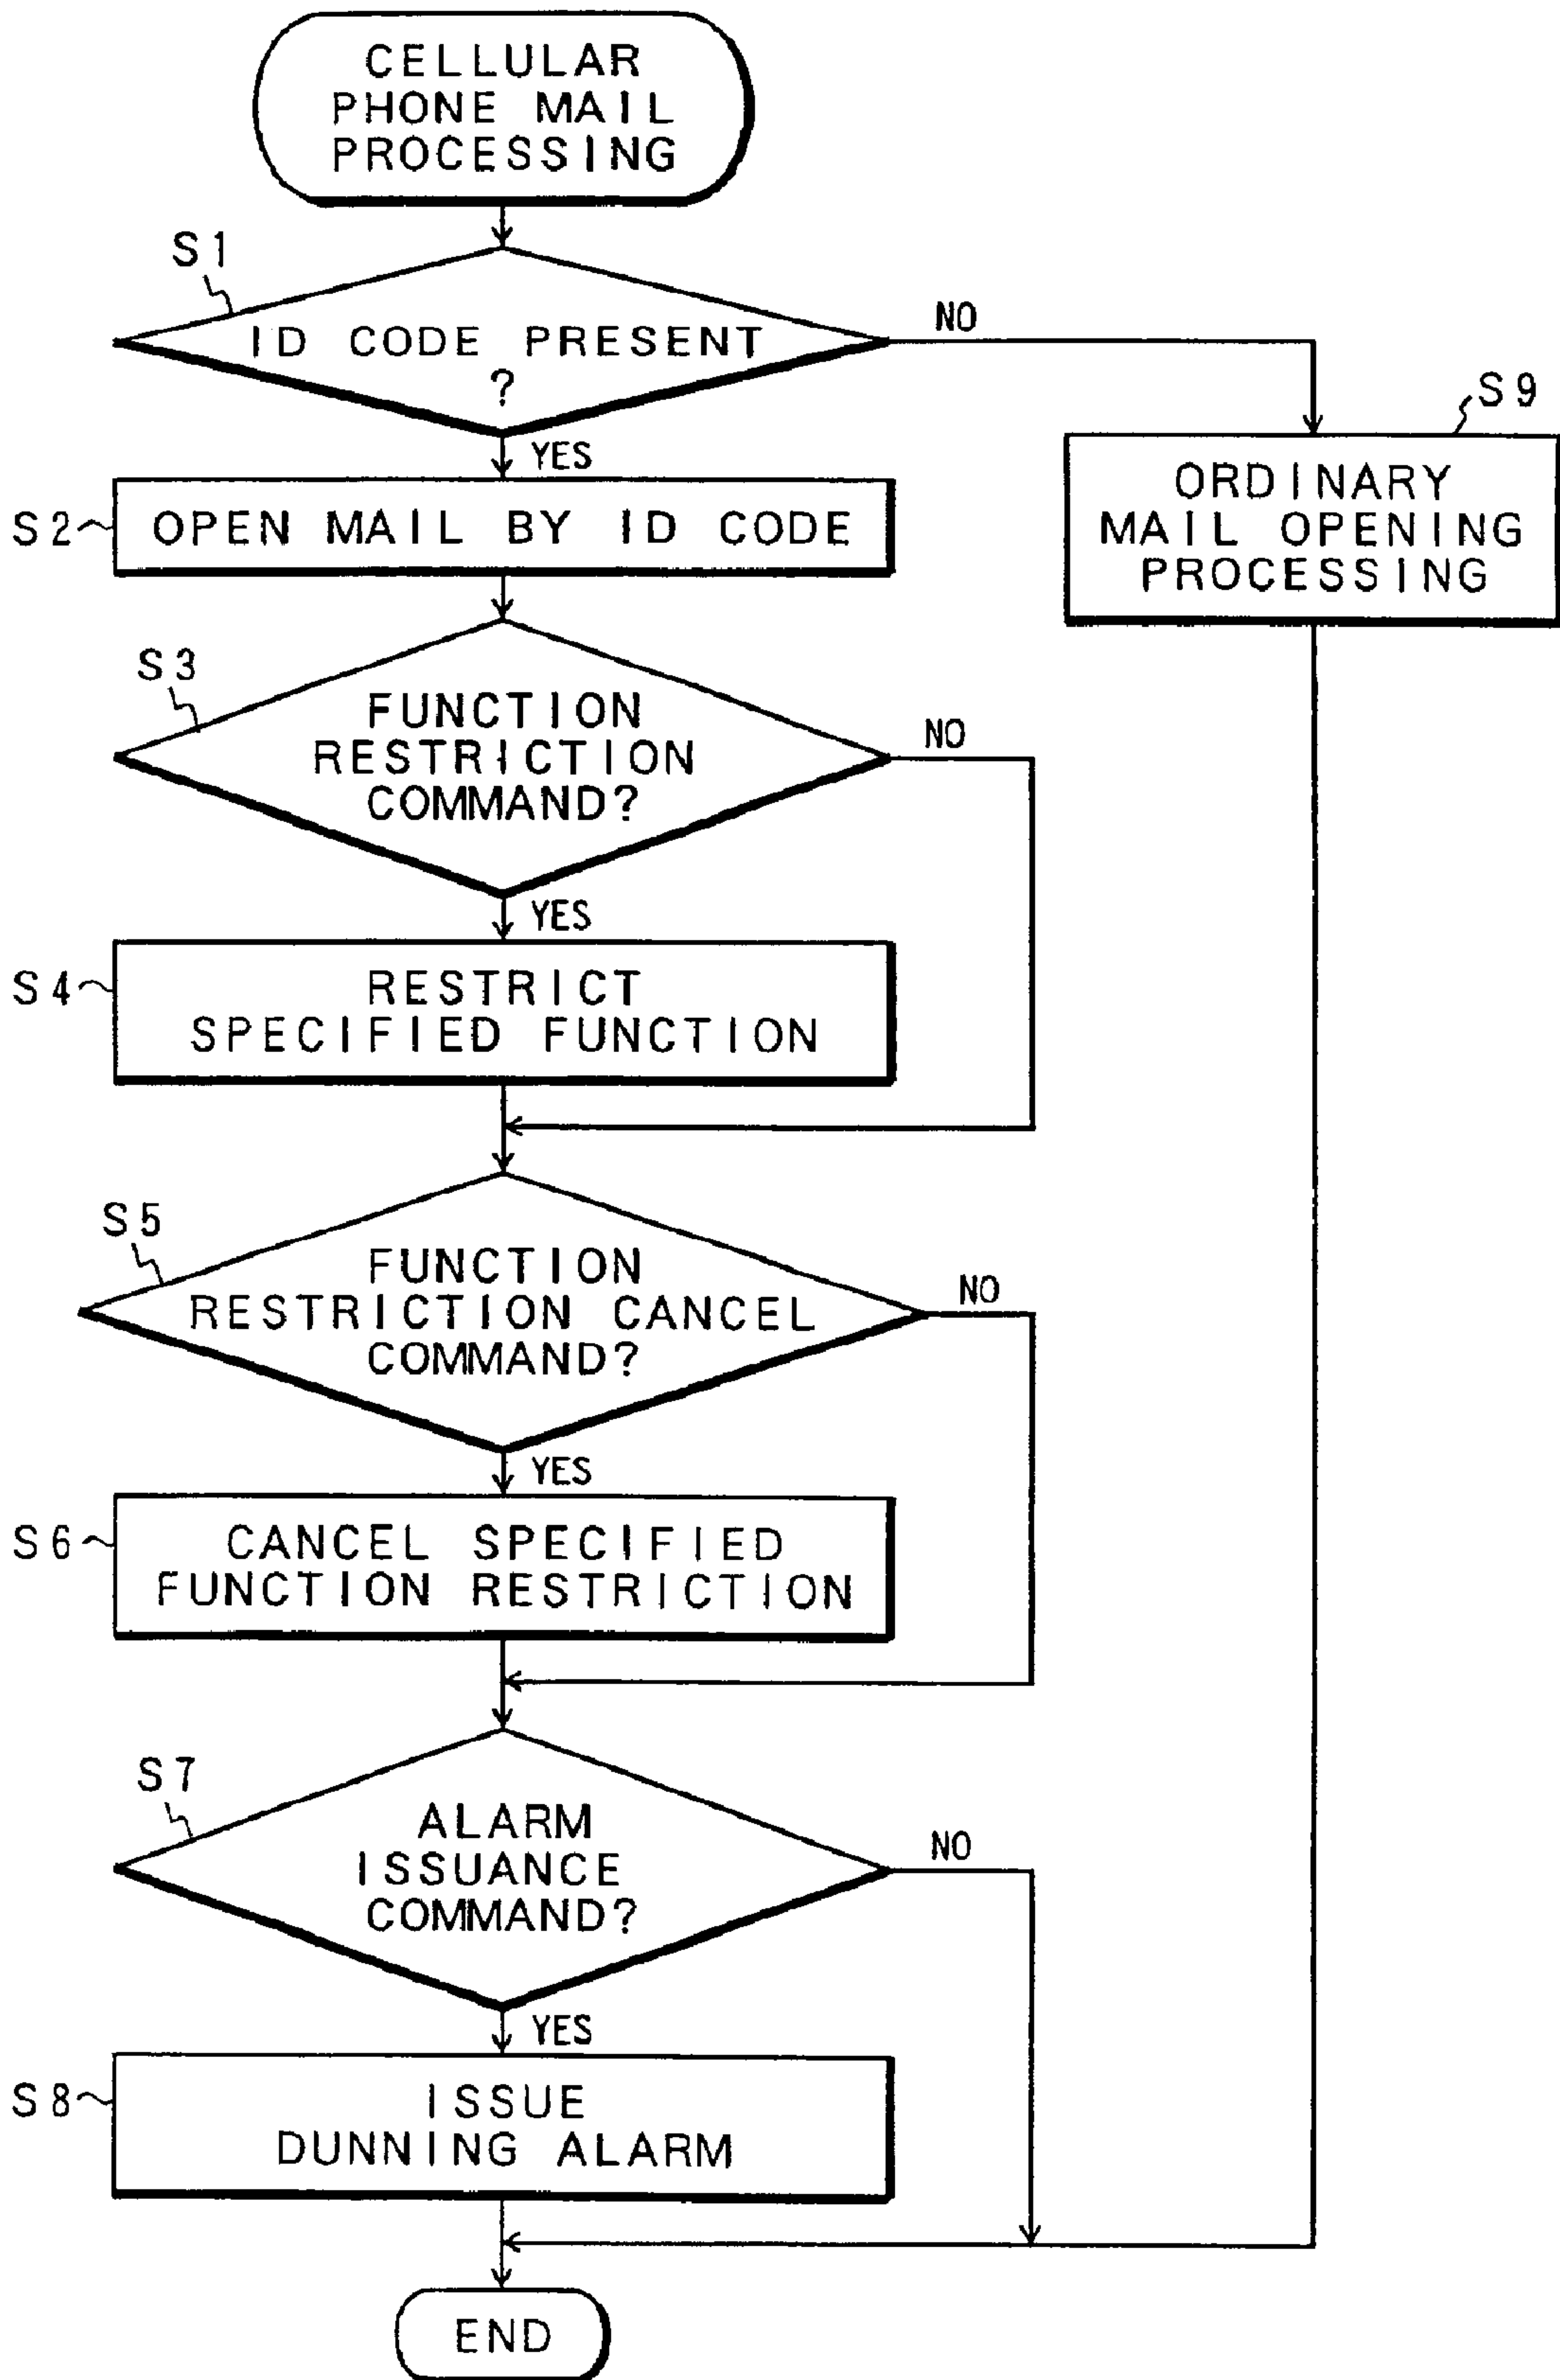 CELLULAR
PHONE MAIL
PROCESSING
S1
ID CODE PRESENT
?
NO
YES
S9
ORDINARY
MAIL OPENING
PROCESSING
S2
OPEN MAIL BY ID CODE
S3
FUNCTION
RESTRICTION
COMMAND?
NO
YES
S4
RESTRICT
SPECIFIED FUNCTION
S5
FUNCTION
RESTRICTION CANCEL
COMMAND?
NO
YES
S6
CANCEL SPECIFIED
FUNCTION RESTRICTION
S7
ALARM
ISSUANCE
COMMAND?
NO
YES
S8
ISSUE
DUNNING ALARM
END